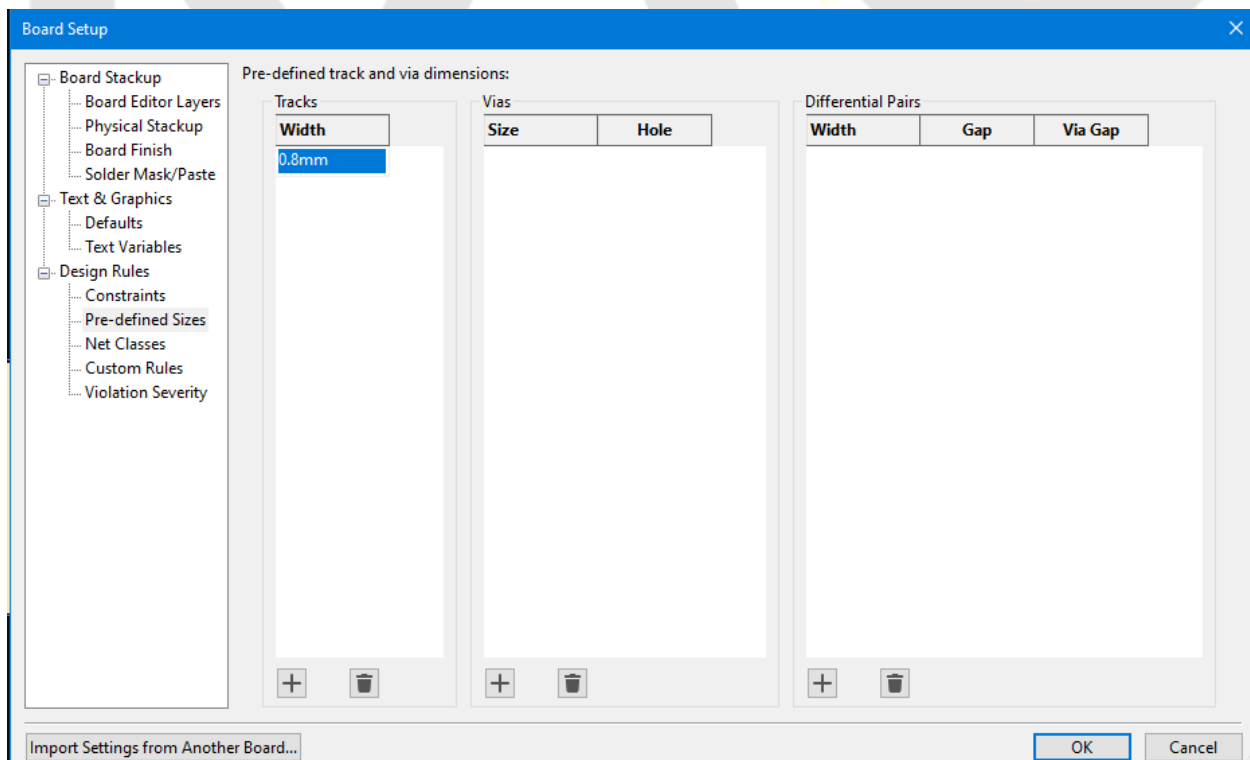 Board Setup
Board Stackup
Board Editor Layers
Physical Stackup
Board Finish
Solder Mask/Paste
Text & Graphics
Defaults
Text Variables
Design Rules
Constraints
Pre-defined Sizes
Net Classes
Custom Rules
Violation Severity
Pre-defined track and via dimensions:
Tracks
Width
0.8mm
Vias
Size Hole
Differential Pairs
Width Gap Via Gap
Import Settings from Another Board...
OK Cancel